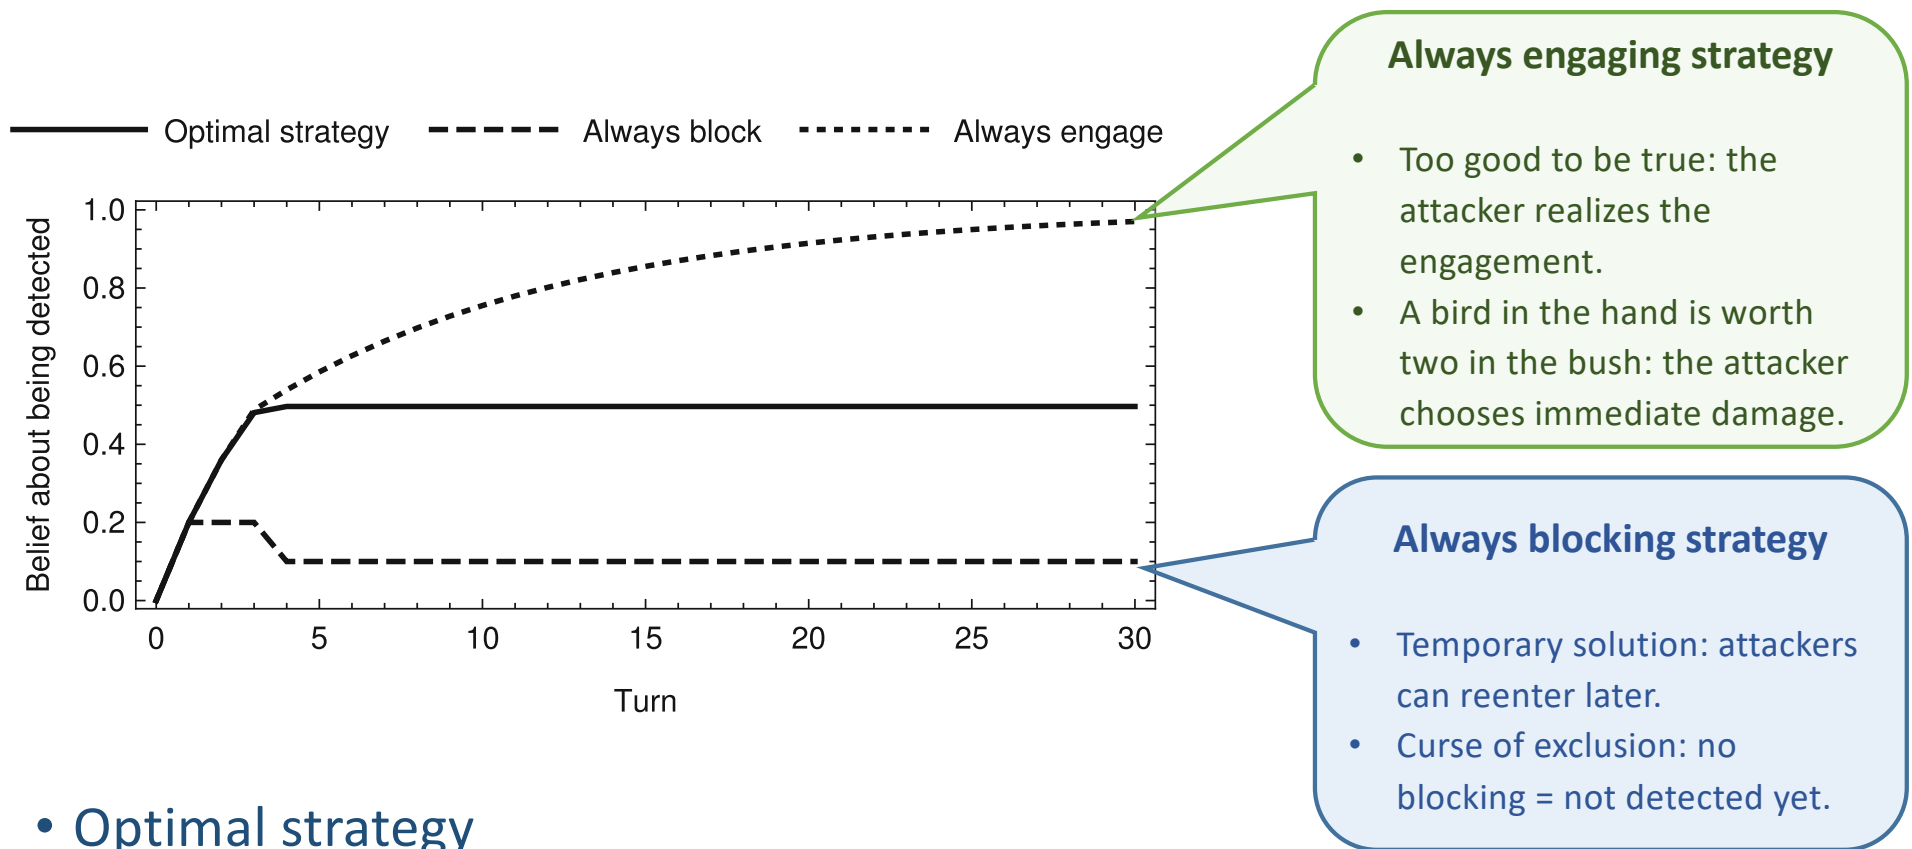 Optimal strategy Always block Always engage
Belief about being detected
1.0
0.8
0.6
0.4
0.2
0.0
0 5 10 15 20 25 30
Turn
Always engaging strategy
• Too good to be true: the
attacker realizes the
engagement.
• A bird in the hand is worth
two in the bush: the attacker
chooses immediate damage.
Always blocking strategy
• Temporary solution: attackers
can reenter later.
• Curse of exclusion: no
blocking = not detected yet.
• Optimal strategy